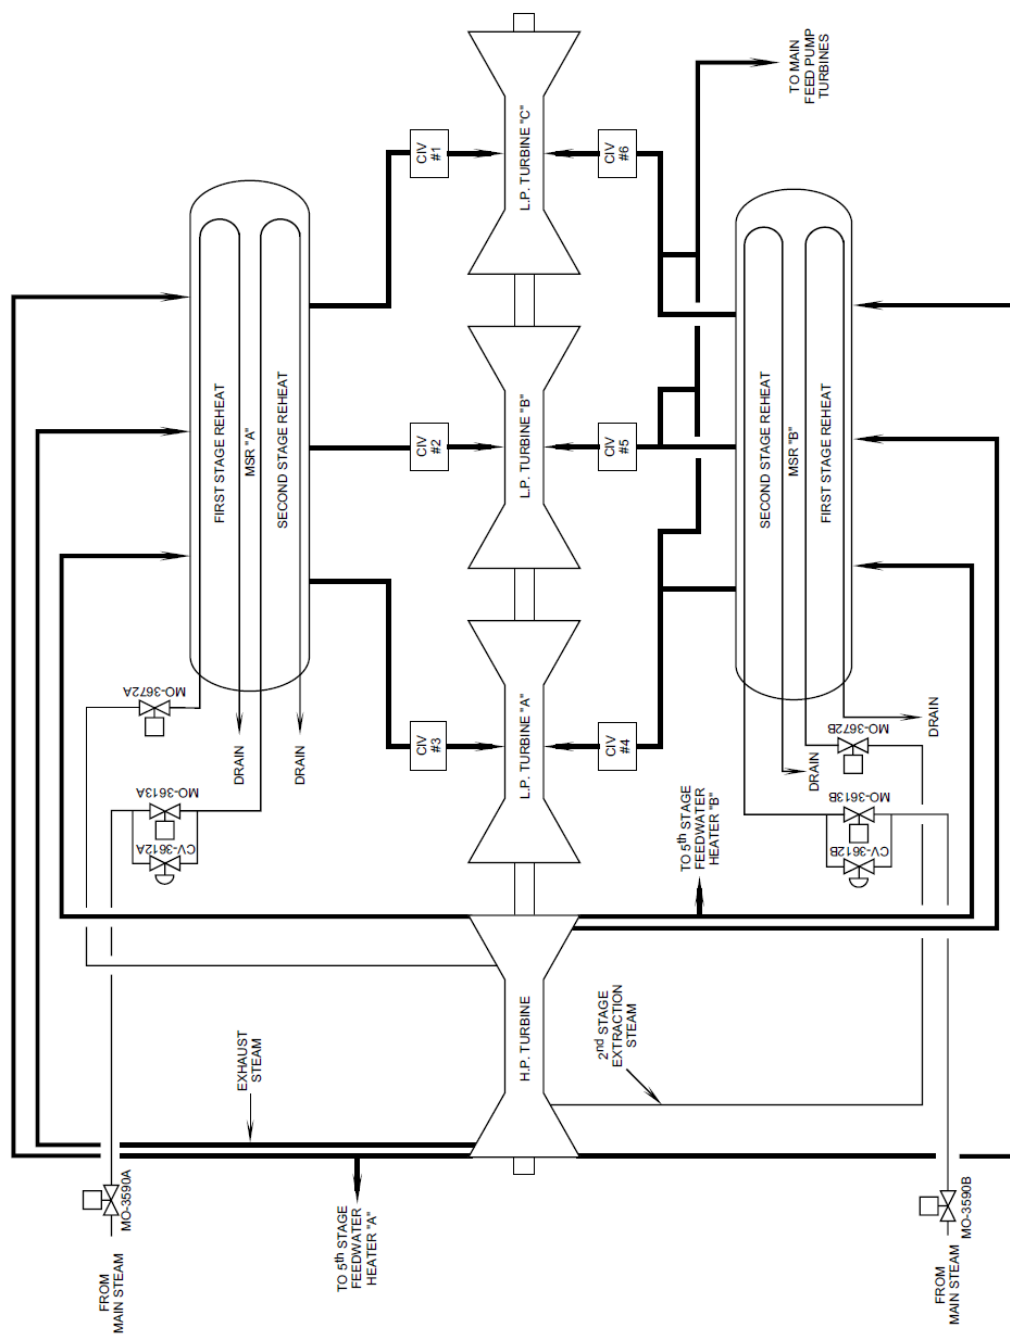 TO MAIN
FEED PUMP
TURBINES
L.P. TURBINE "C"
CIV
#1
CIV
#6
FIRST STAGE REHEAT
MSR "A"
SECOND STAGE REHEAT
CIV
#2
L.P. TURBINE "B"
CIV
#5
SECOND STAGE REHEAT
MSR "B"
FIRST STAGE REHEAT
MO-3672A
DRAIN
DRAIN
CIV
#3
L.P. TURBINE "A"
CIV
#4
DRAIN
MO-3672B
DRAIN
MO-3613A
CV-3612A
MO-3613B
CV-3612B
TO 5th STAGE
FEEDWATER
HEATER "B"
H.P. TURBINE
2nd STAGE
EXTRACTION
STEAM
EXHAUST
STEAM
MO-3590A
FROM
MAIN STEAM
TO 5th STAGE
FEEDWATER
HEATER "A"
MO-3590B
FROM
MAIN STEAM